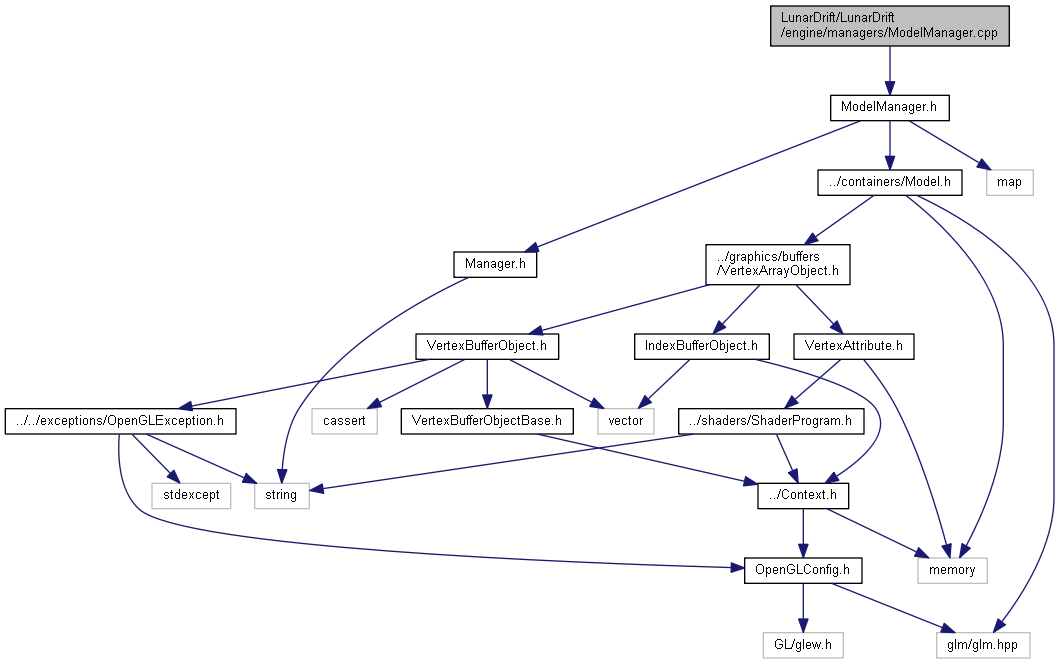 LunarDrift/LunarDrift
/engine/managers/ModelManager.cpp
ModelManager.h
../containers/Model.h
map
Manager.h
../graphics/buffers
/VertexArrayObject.h
VertexBufferObject.h
IndexBufferObject.h
VertexAttribute.h
../../exceptions/OpenGLException.h
cassert
VertexBufferObjectBase.h
vector
../shaders/ShaderProgram.h
stdexcept
string
../Context.h
OpenGLConfig.h
memory
GL/glew.h
glm/glm.hpp